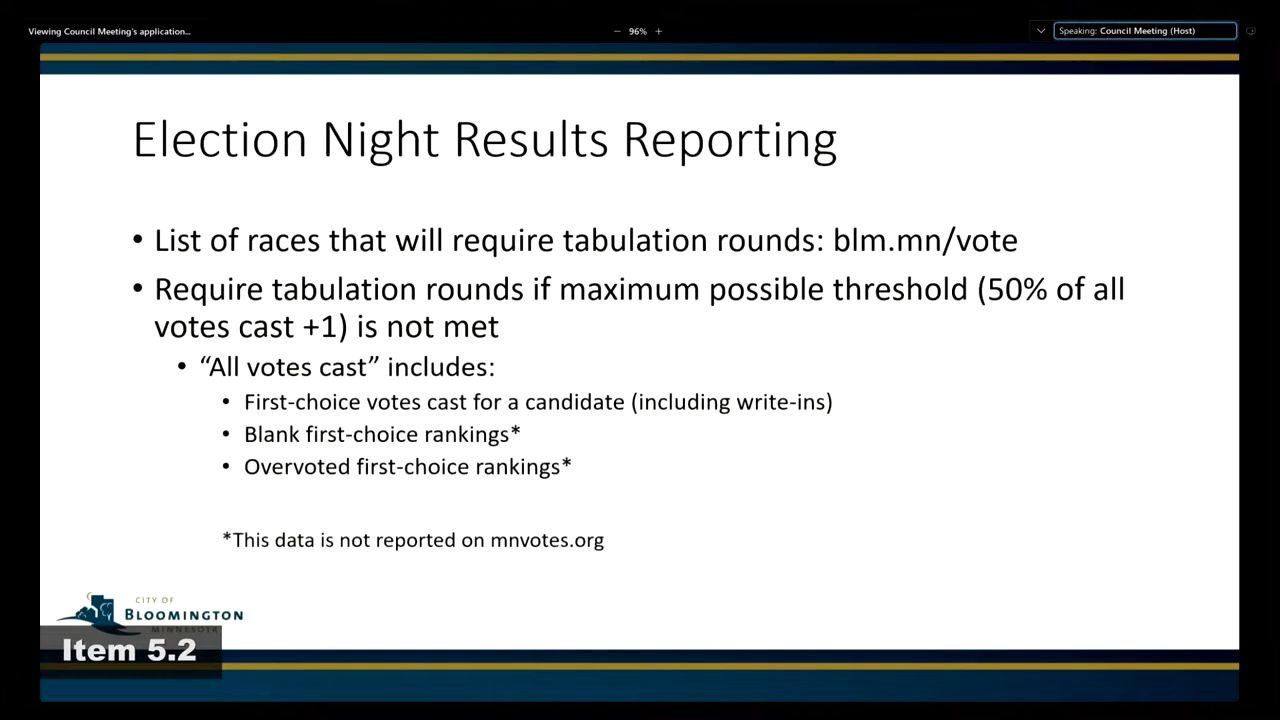 Viewing Council Meeting's application...
− 96% +
Speaking: Council Meeting (Host)
Election Night Results Reporting
• List of races that will require tabulation rounds: blm.mn/vote
• Require tabulation rounds if maximum possible threshold (50% of all
votes cast +1) is not met
• “All votes cast” includes:
• First-choice votes cast for a candidate (including write-ins)
• Blank first-choice rankings*
• Overvoted first-choice rankings*
*This data is not reported on mnvotes.org
CITY OF
BLOOMINGTON
MINNESOTA
Item 5.2